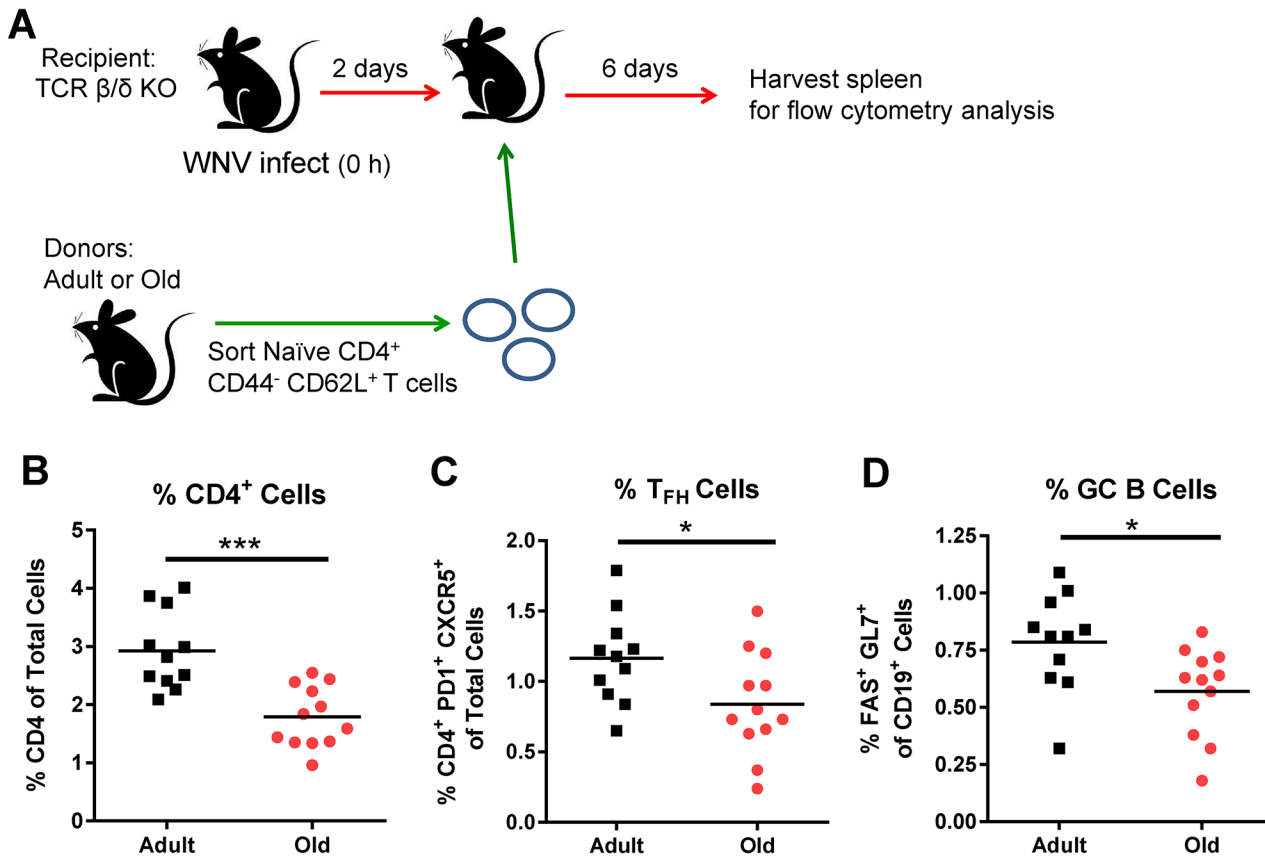 A
Recipient:
TCR β/δ KO
2 days
6 days
Harvest spleen
for flow cytometry analysis
WNV infect (0 h)
Donors:
Adult or Old
Sort Naïve CD4⁺
CD44⁻ CD62L⁺ T cells
B
% CD4⁺ Cells
% CD4 of Total Cells
***
5
4
3
2
1
0
Adult
Old
C
% T_FH Cells
% CD4⁺ PD1⁺ CXCR5⁺
of Total Cells
*
2.0
1.5
1.0
0.5
0.0
Adult
Old
D
% GC B Cells
% FAS⁺ GL7⁺
of CD19⁺ Cells
*
1.25
1.00
0.75
0.50
0.25
0.00
Adult
Old